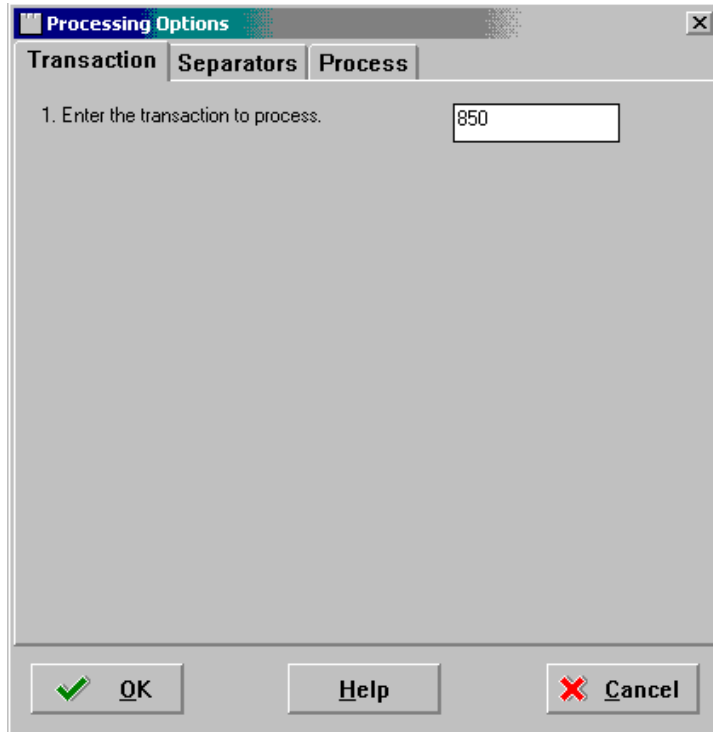 Processing Options
Transaction Separators Process
1. Enter the transaction to process. 850
OK Help Cancel